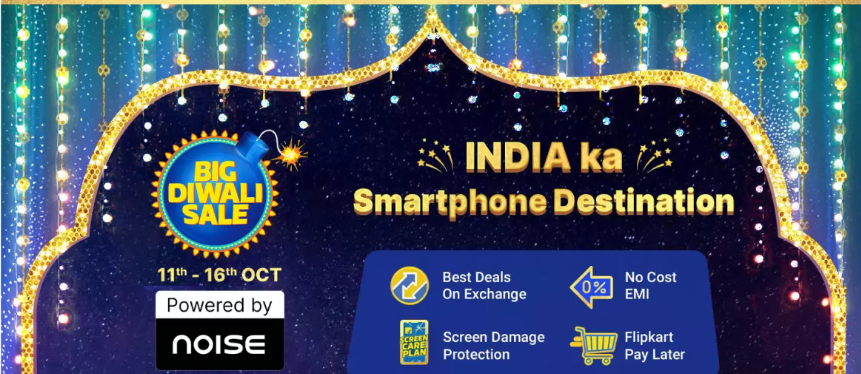 BIG
DIWALI
SALE
11th - 16th OCT
Powered by
noise
INDIA ka
Smartphone Destination
Best Deals
On Exchange
0%
No Cost
EMI
SCREEN
CARE
PLAN
Screen Damage
Protection
Flipkart
Pay Later